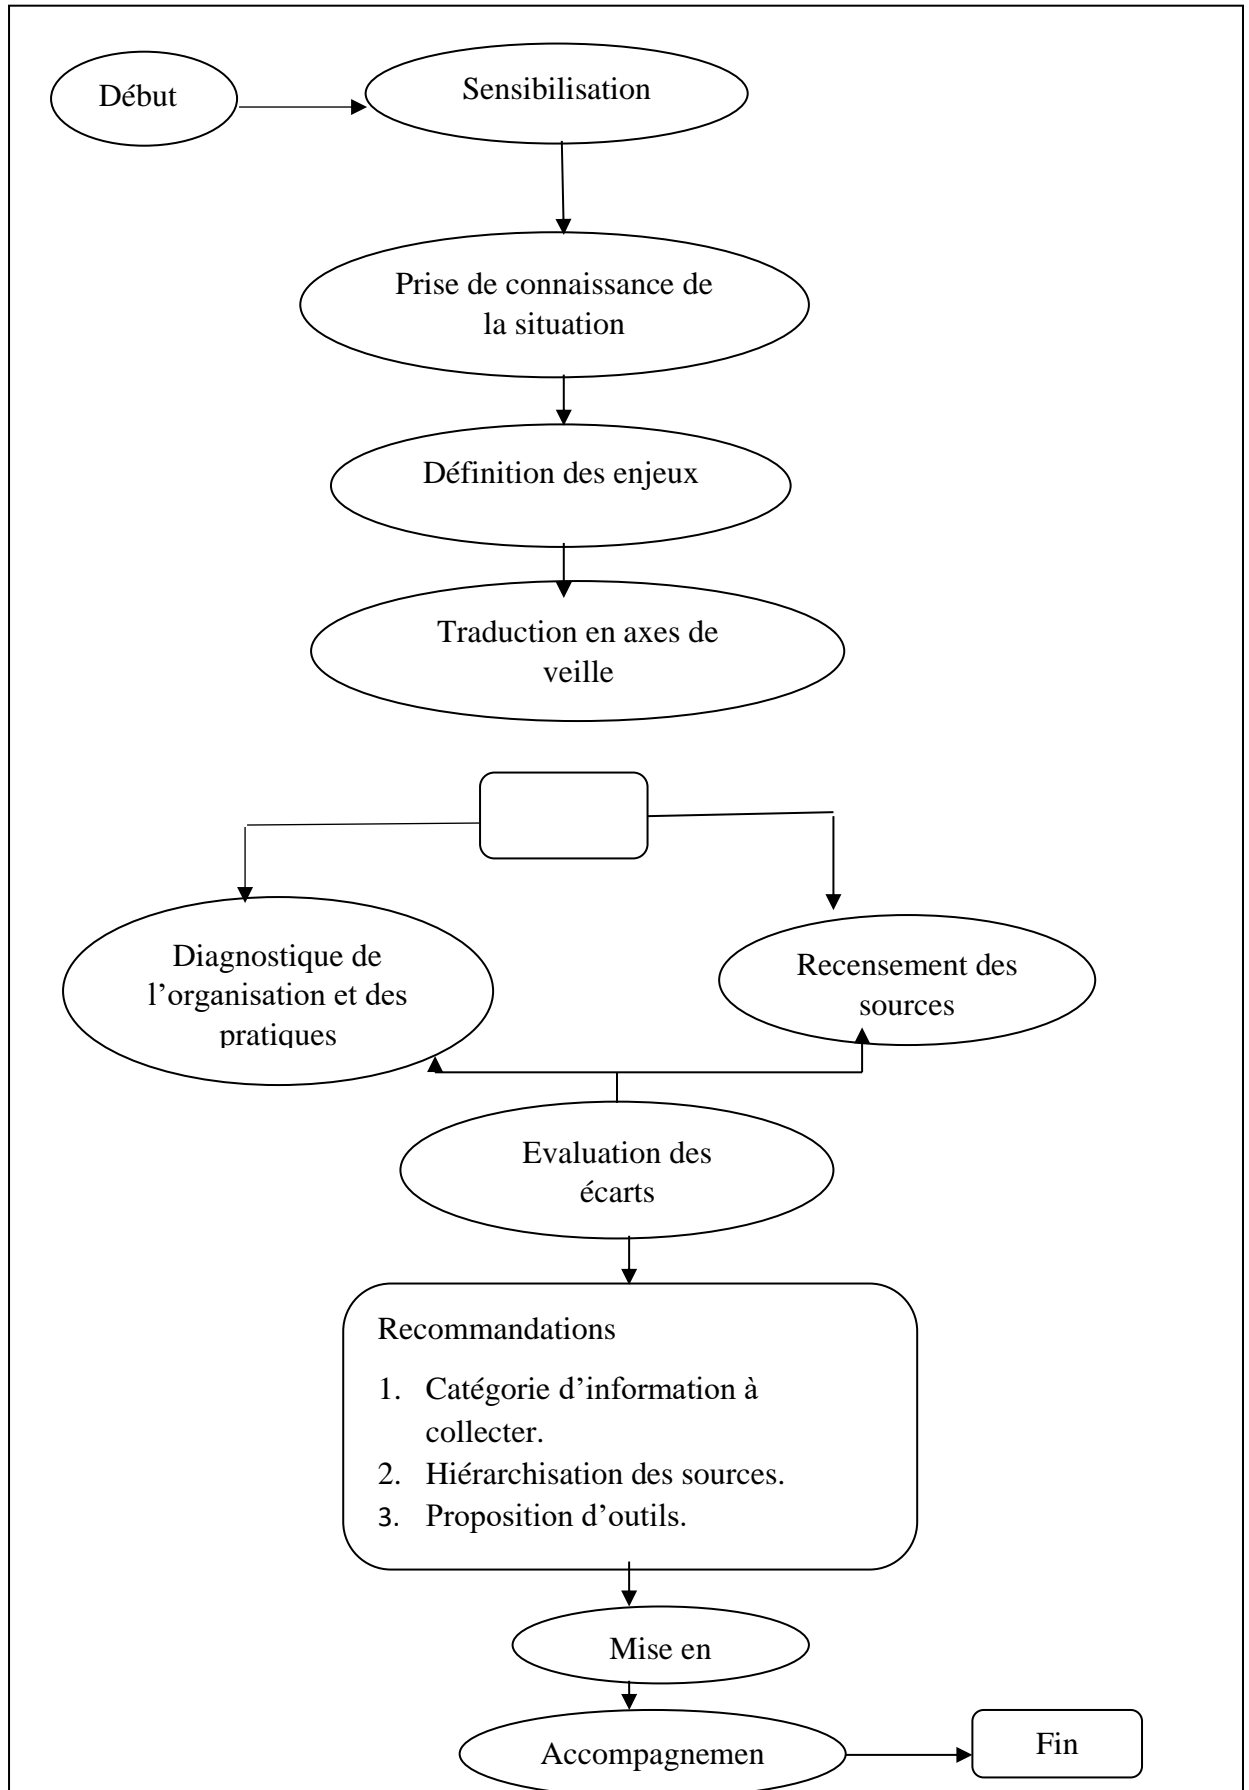 Début
Sensibilisation
Prise de connaissance de
la situation
Définition des enjeux
Traduction en axes de
veille
Diagnostique de
l’organisation et des
pratiques
Recensement des
sources
Evaluation des
écarts
Recommandations
1. Catégorie d’information à
collecter.
2. Hiérarchisation des sources.
3. Proposition d’outils.
Mise en
Accompagnemen
Fin